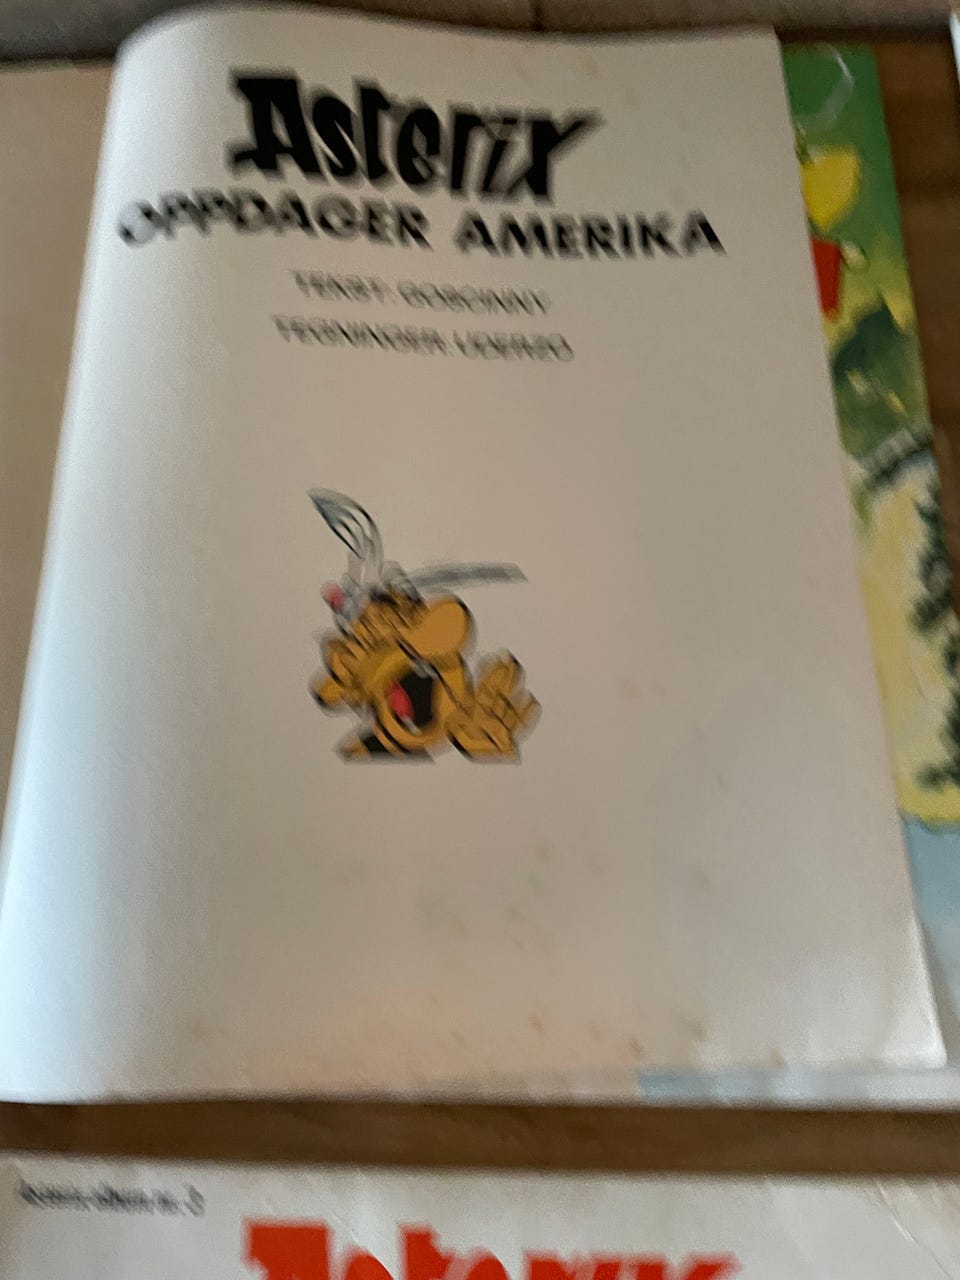 Asterix
OPPDAGER AMERIKA
TEKST: GOSCINNY
TEGNINGER: UDERZO
Asterix